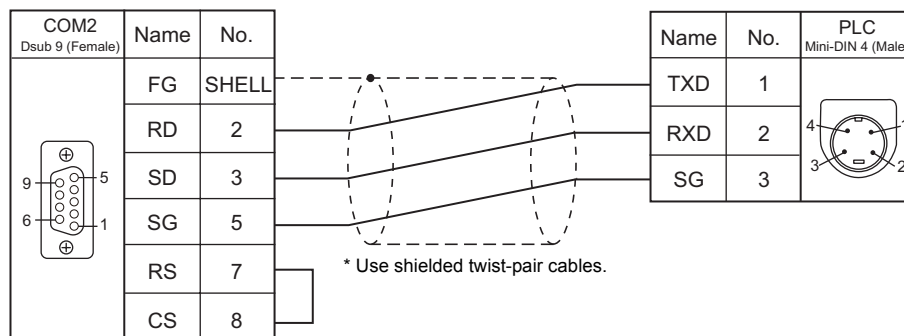 COM2
Dsub 9 (Female)
Name No.
FG SHELL
RD 2
SD 3
SG 5
RS 7
CS 8
9
5
6
1
* Use shielded twist-pair cables.
Name No.
TXD 1
RXD 2
SG 3
PLC
Mini-DIN 4 (Male
4
1
3
2